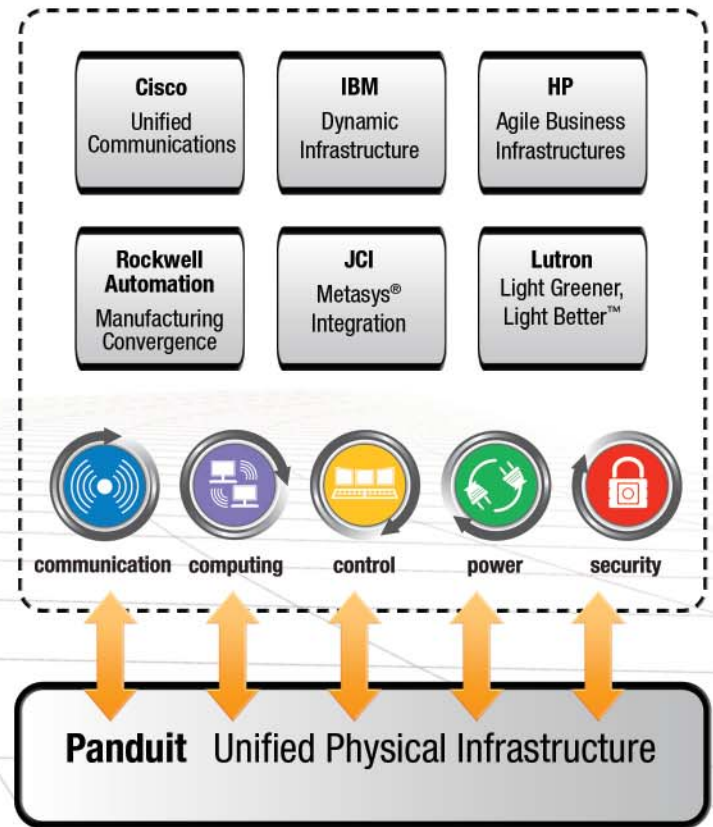 Cisco
Unified
Communications
IBM
Dynamic
Infrastructure
HP
Agile Business
Infrastructures
Rockwell
Automation
Manufacturing
Convergence
JCI
Metasys®
Integration
Lutron
Light Greener,
Light Better™
communication
computing
control
power
security
Panduit Unified Physical Infrastructure